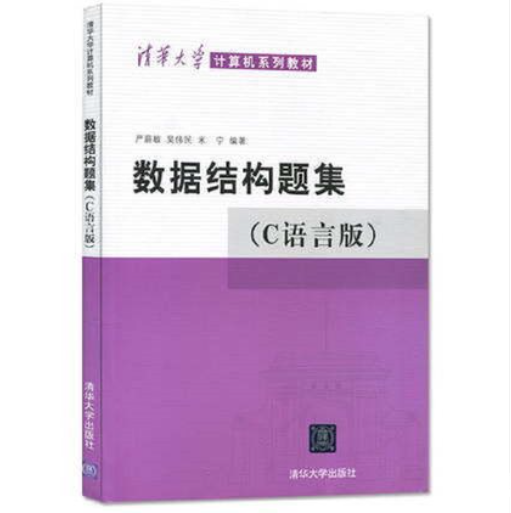 清华大学计算机系列教材
数据结构题集(C语言版)
清华大学出版社
清华大学 计算机系列教材
严蔚敏 吴伟民 米 宁 编著
数据结构题集
(C语言版)
清华大学出版社